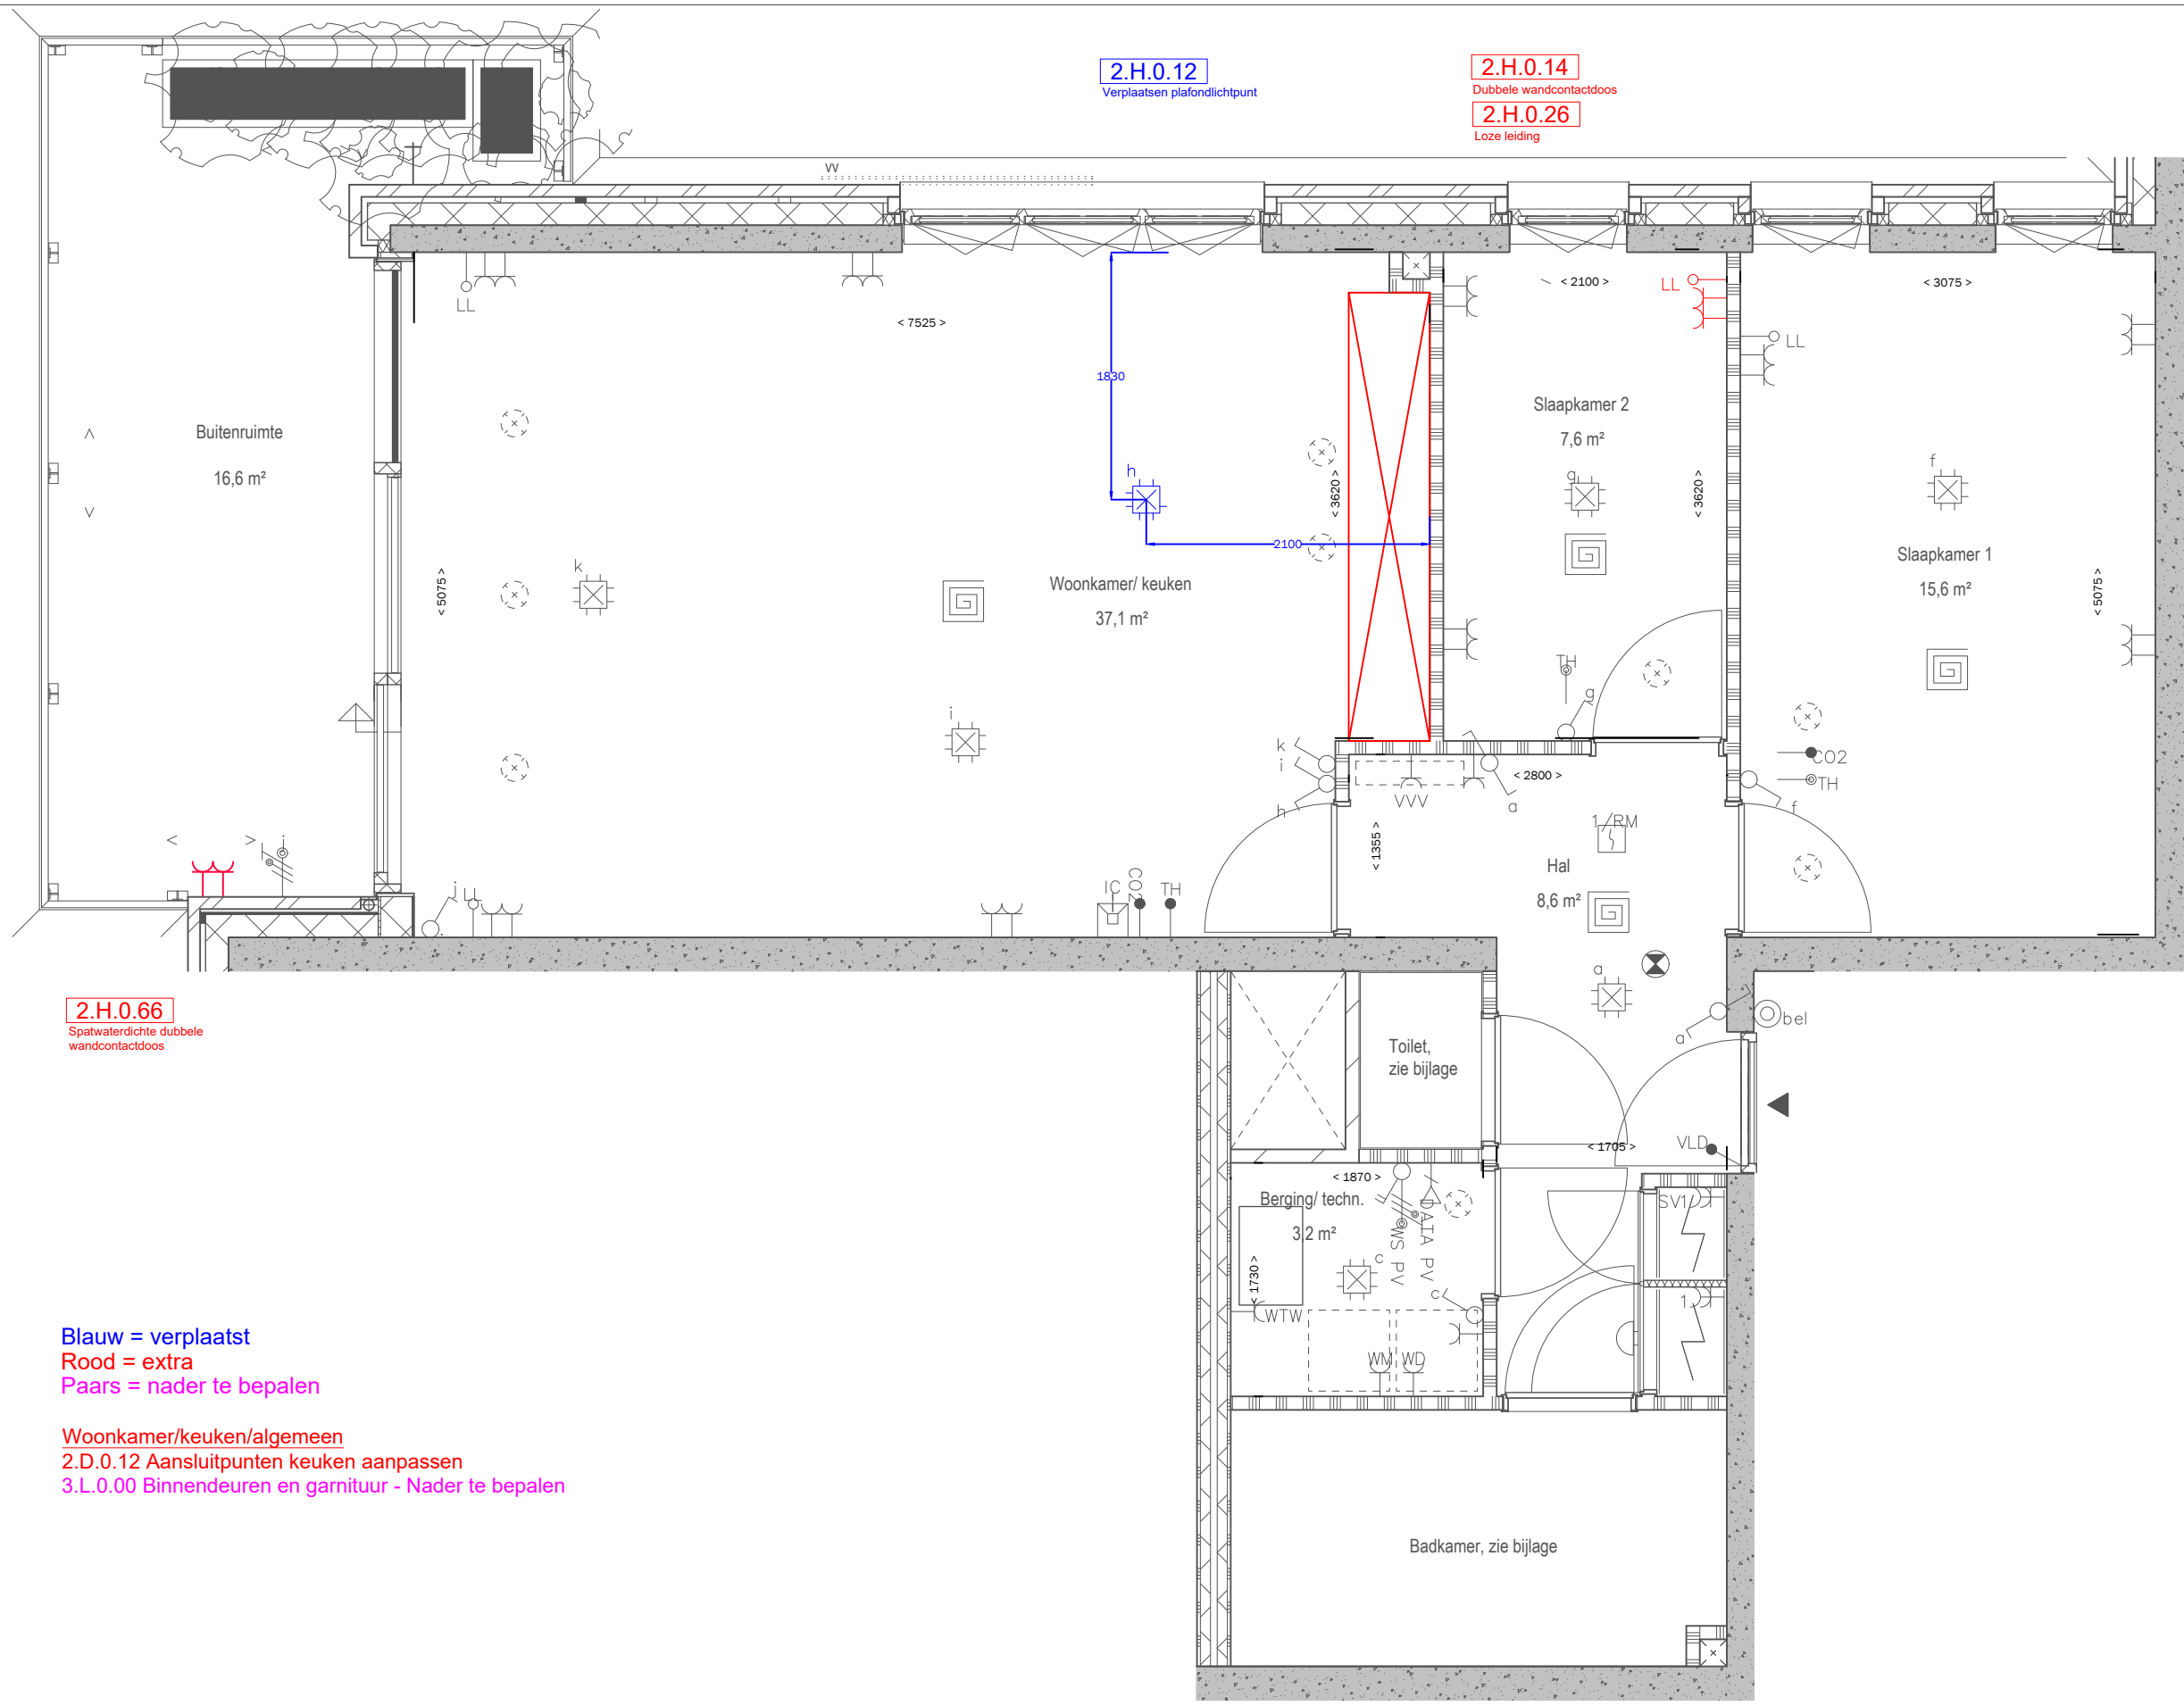 2.H.0.12
Verplaatsen plafondlichtpunt
2.H.0.14
Dubbele wandcontactdoos
2.H.0.26
Loze leiding
VV
LL
< 7525 >
1830
< 2100 >
LL
< 3075 >
LL
Buitenruimte
16,6 m²
Slaapkamer 2
7,6 m²
h
< 3620 >
g
< 3620 >
f
2100
k
< 5075 >
Woonkamer/ keuken
37,1 m²
Slaapkamer 1
15,6 m²
< 5075 >
TH
g
i
k
i
h
VVV
< 2800 >
a
CO2
TH
f
< 1355 >
1/RM
Hal
8,6 m²
j
j
LL
IC
CO2
TH
a
a
bel
2.H.0.66
Spatwaterdichte dubbele
wandcontactdoos
Toilet,
zie bijlage
< 1705 >
VLD
< 1870 >
Berging/ techn.
3,2 m²
WS PV
DATA PV
SV1
c
c
< 1730 >
WTW
1
WM
WD
Blauw = verplaatst
Rood = extra
Paars = nader te bepalen
Woonkamer/keuken/algemeen
2.D.0.12 Aansluitpunten keuken aanpassen
3.L.0.00 Binnendeuren en garnituur - Nader te bepalen
Badkamer, zie bijlage